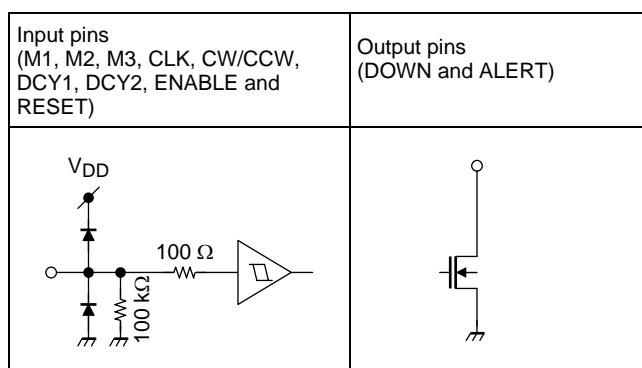 Input pins
(M1, M2, M3, CLK, CW/CCW,
DCY1, DCY2, ENABLE and
RESET)
Output pins
(DOWN and ALERT)
VDD
100 Ω
100 kΩ